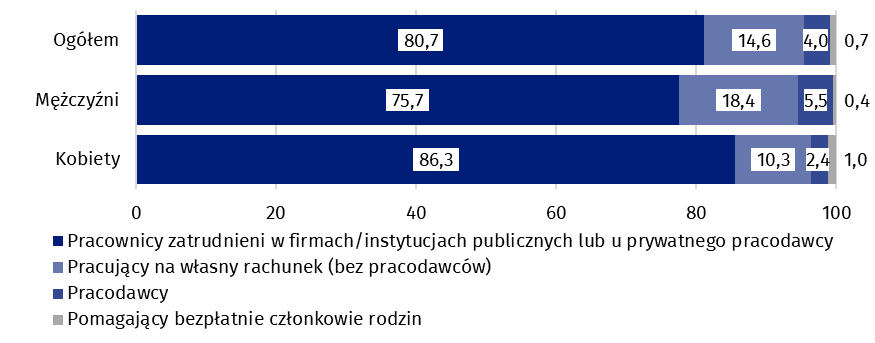 Ogółem 80,7 14,6 4,0 0,7
Mężczyźni 75,7 18,4 5,5 0,4
Kobiety 86,3 10,3 2,4 1,0
0 20 40 60 80 100
Pracownicy zatrudnieni w firmach/instytucjach publicznych lub u prywatnego pracodawcy
Pracujący na własny rachunek (bez pracodawców)
Pracodawcy
Pomagający bezpłatnie członkowie rodzin